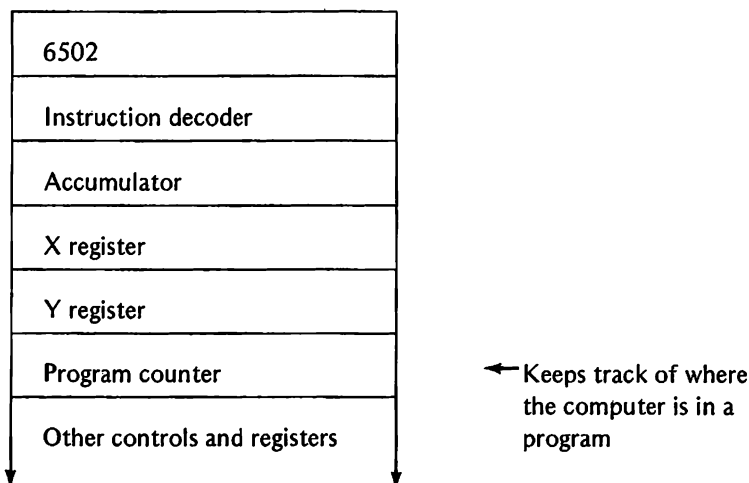 6502
Instruction decoder
Accumulator
X register
Y register
Program counter
Keeps track of where
the computer is in a
program
Other controls and registers